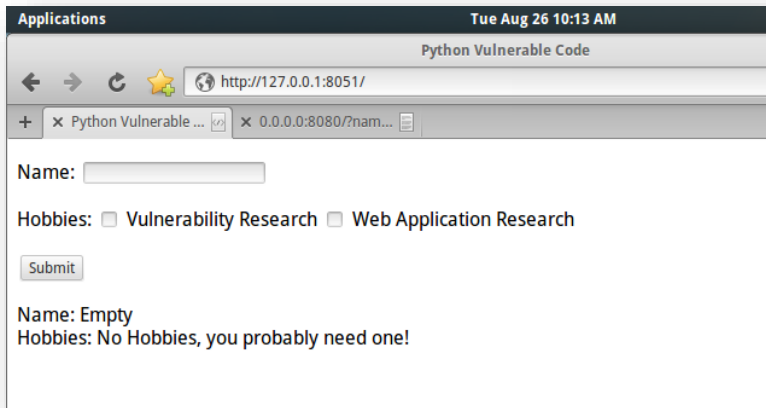 Applications Tue Aug 26 10:13 AM
Python Vulnerable Code
http://127.0.0.1:8051/
Python Vulnerable ... 0.0.0.0:8080/?nam...
Name:
Hobbies: Vulnerability Research Web Application Research
Submit
Name: Empty
Hobbies: No Hobbies, you probably need one!